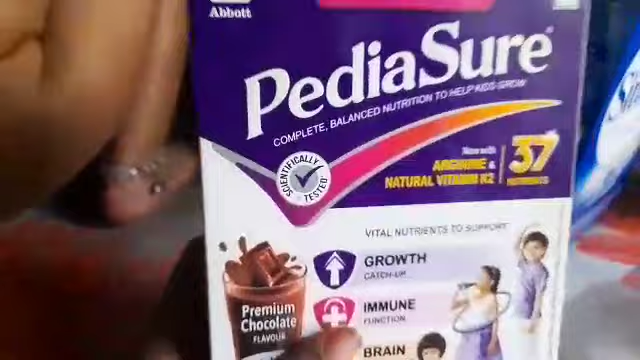 Abbott
PediaSure
COMPLETE, BALANCED NUTRITION TO HELP KIDS GROW
SCIENTIFICALLY
TESTED
Now with
ARGININE &
NATURAL VITAMIN K2
37
NUTRIENTS
VITAL NUTRIENTS TO SUPPORT
GROWTH
CATCH-UP
IMMUNE
FUNCTION
BRAIN
Premium
Chocolate
FLAVOUR